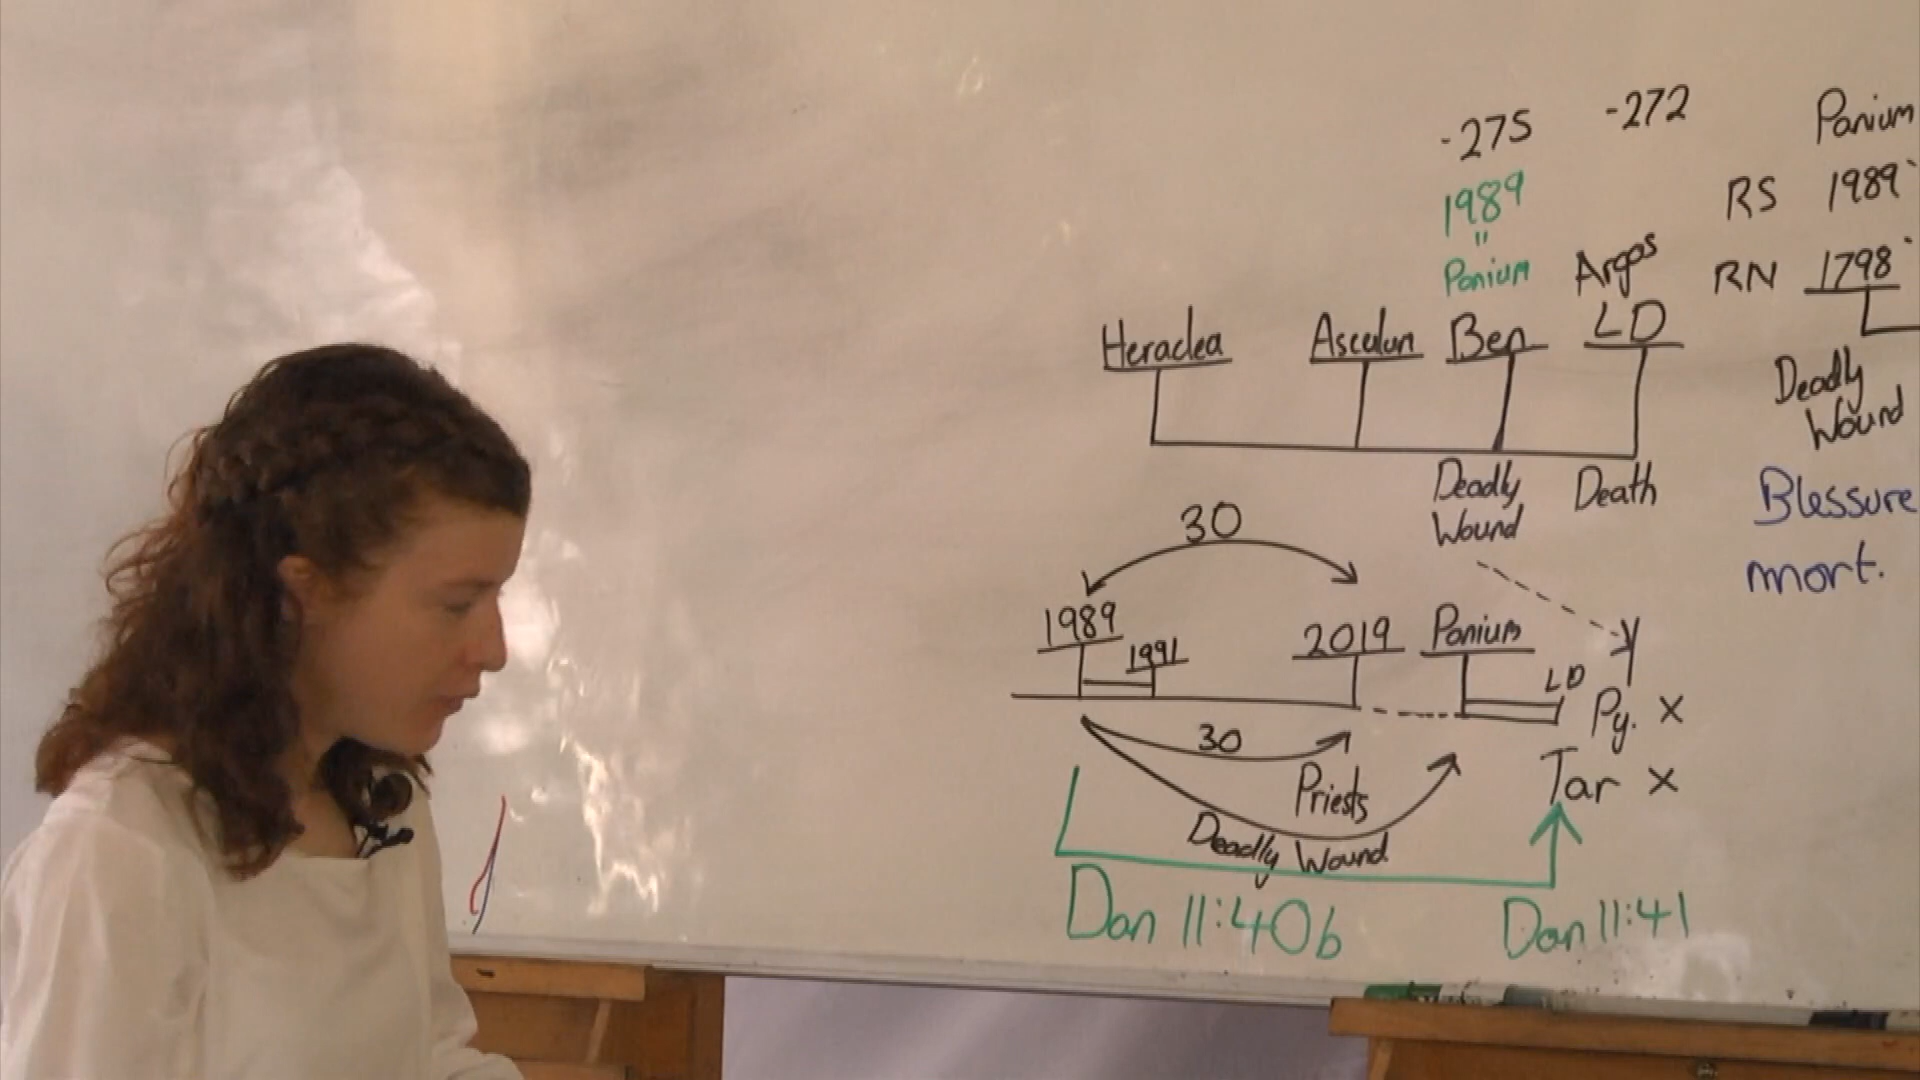 -275 -272 Panium
1989 RS 1989
"
Panium Argos RN 1798
Heraclea Asculun Ben LD
Deadly
Wound
Deadly
Wound
Death
Blessure
mort.
30
1989 1991 2019 Panium LD
Py. x
30
Priests
Tar x
Deadly Wound
Dan 11:40b Dan 11:41